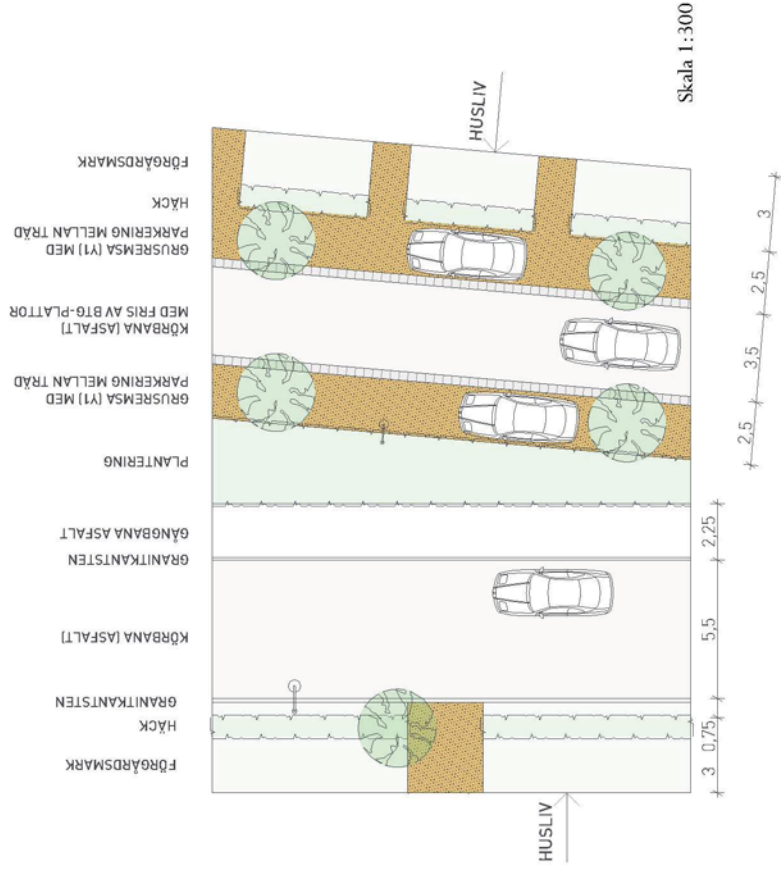 FÖRGÅRDSMARK
HÄCK
GRUSREMSA (Y1) MED
PARKERING MELLAN TRÄD
KÖRBANA (ASFALT)
MED FRIS AV BTG-PLATTOR
GRUSREMSA (Y1) MED
PARKERING MELLAN TRÄD
PLANTERING
GÅNGBANA ASFALT
GRANITKANTSTEN
KÖRBANA (ASFALT)
GRANITKANTSTEN
HÄCK
FÖRGÅRDSMARK
HUSLIV
HUSLIV
3
2,5
3,5
2,5
2,25
5,5
0,75
3
Skala 1:300